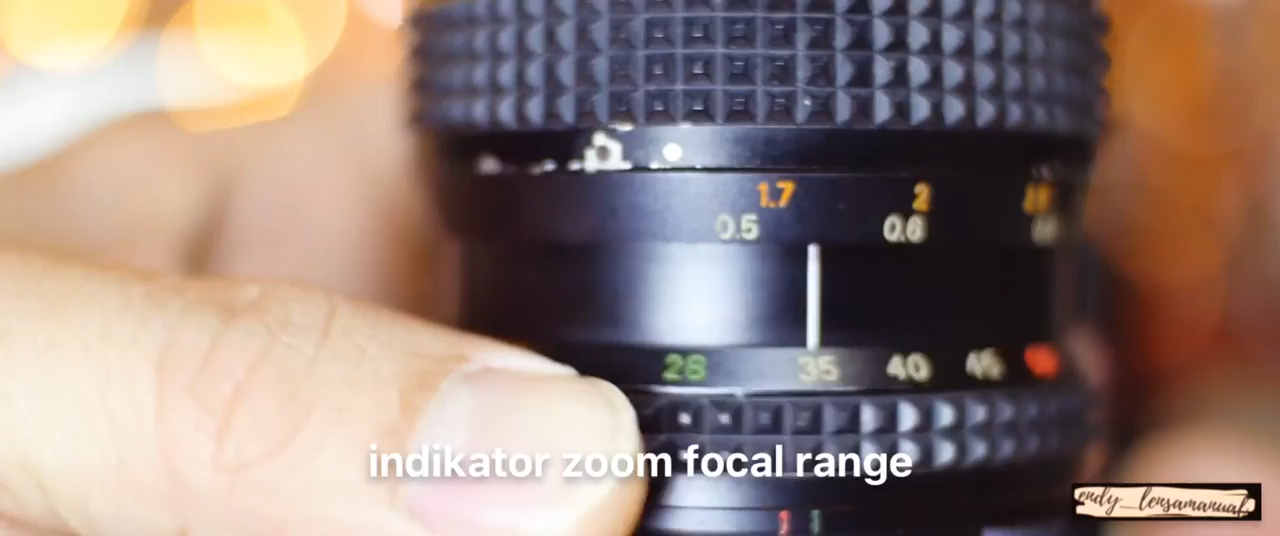 1.7 2
0.5 0.6
28 35 40 45
indikator zoom focal range
endy_lensamanual